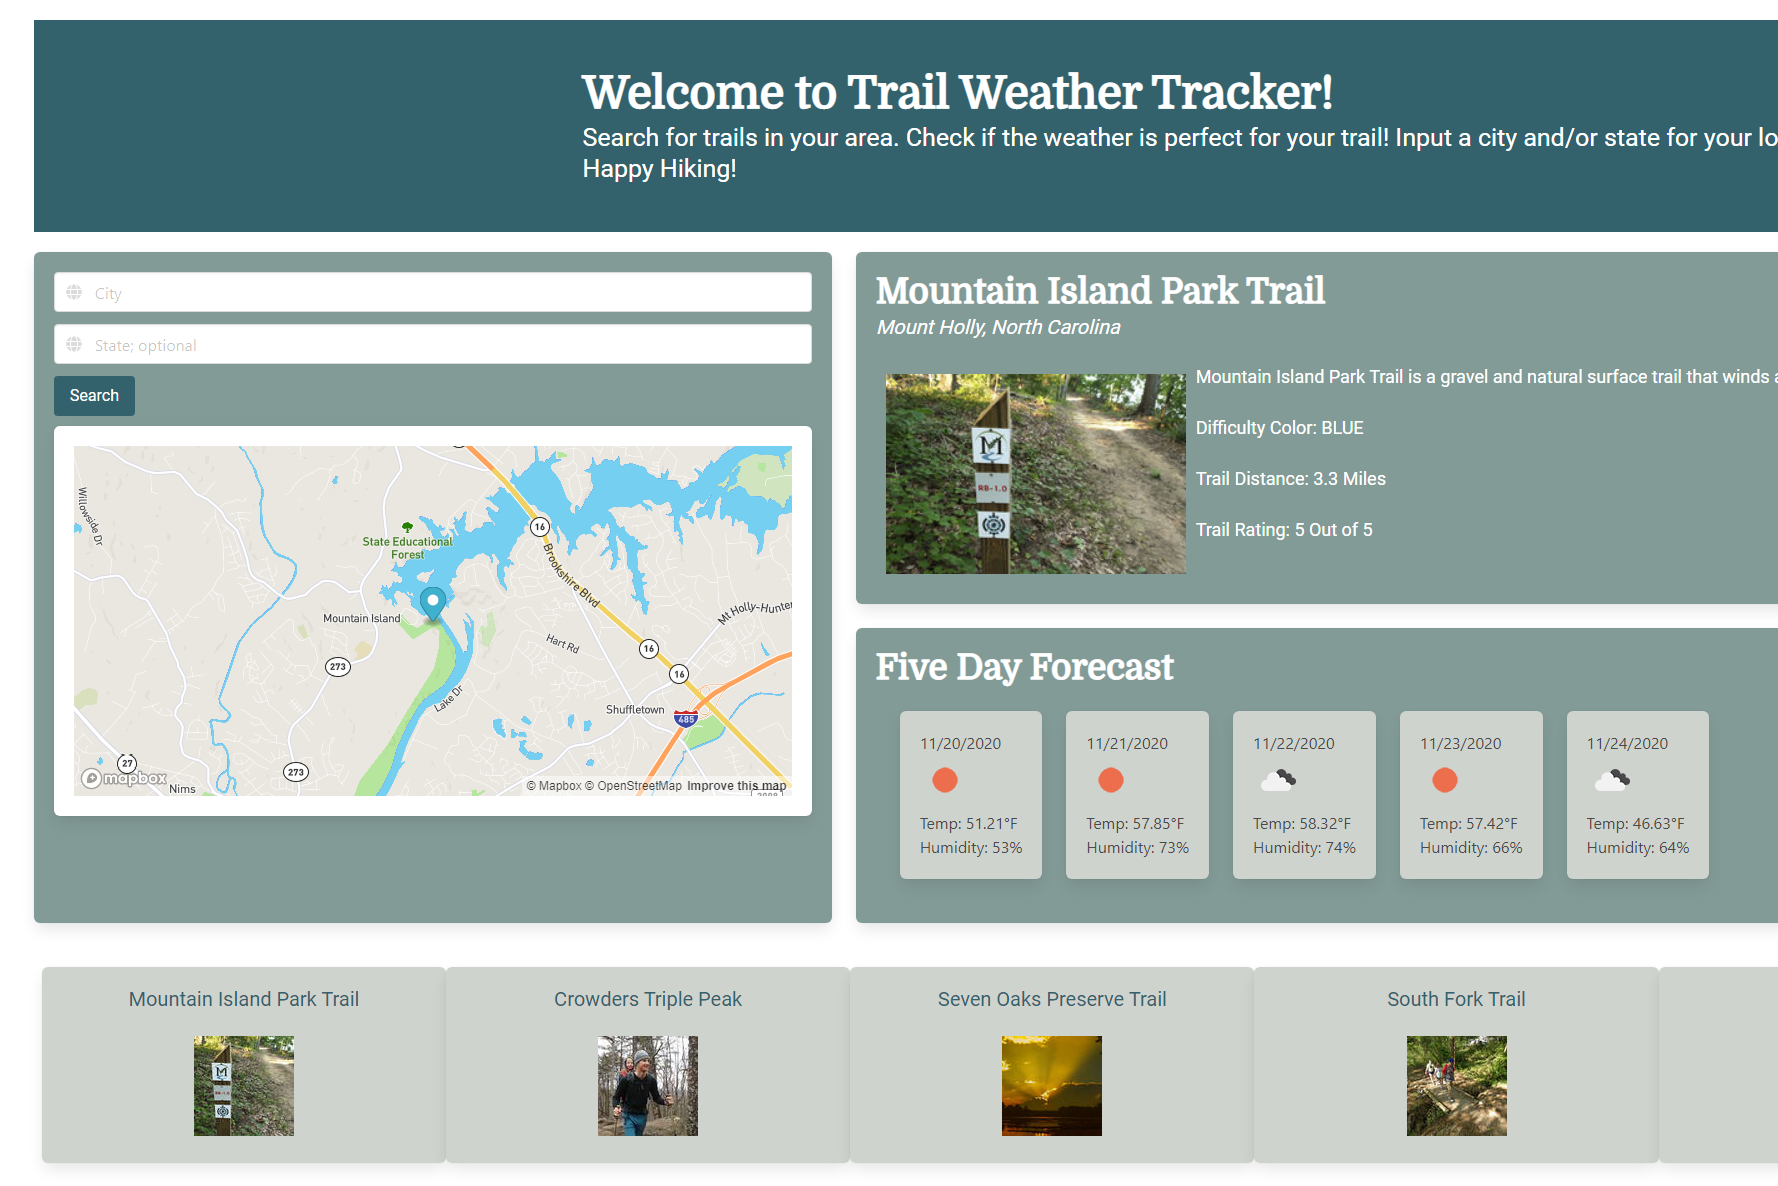 Welcome to Trail Weather Tracker!
Search for trails in your area. Check if the weather is perfect for your trail! Input a city and/or state for your lo
Happy Hiking!
City
State; optional
Search
Willowside Dr
State Educational
Forest
16
Brookshire Blvd
Mountain Island
Mt Holly-Hunter
Hart Rd
16
273
16
Lake Dr
Shuffletown
485
27
273
mapbox
Nims
© Mapbox © OpenStreetMap Improve this map
Mountain Island Park Trail
Mount Holly, North Carolina
M
RB-1.0
Mountain Island Park Trail is a gravel and natural surface trail that winds a
Difficulty Color: BLUE
Trail Distance: 3.3 Miles
Trail Rating: 5 Out of 5
Five Day Forecast
11/20/2020
Temp: 51.21°F
Humidity: 53%
11/21/2020
Temp: 57.85°F
Humidity: 73%
11/22/2020
Temp: 58.32°F
Humidity: 74%
11/23/2020
Temp: 57.42°F
Humidity: 66%
11/24/2020
Temp: 46.63°F
Humidity: 64%
Mountain Island Park Trail
M
Crowders Triple Peak
Seven Oaks Preserve Trail
South Fork Trail